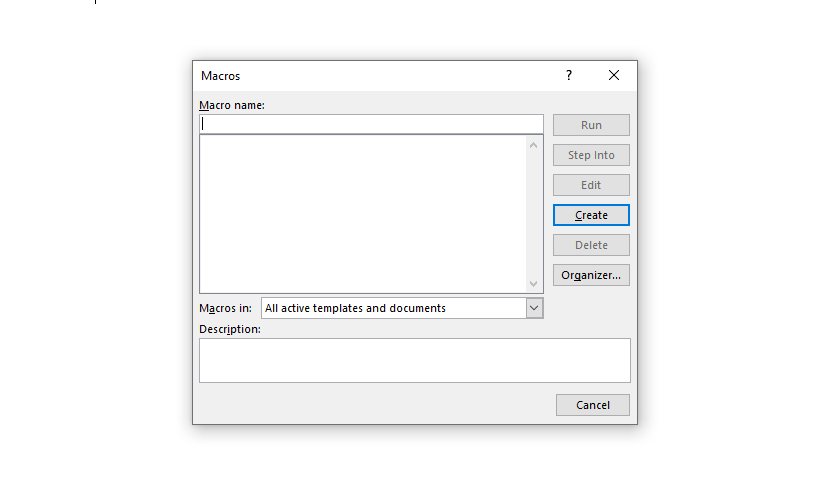 Macros
?
Macro name:
Run
Step Into
Edit
Create
Delete
Organizer...
Macros in: All active templates and documents
Description:
Cancel